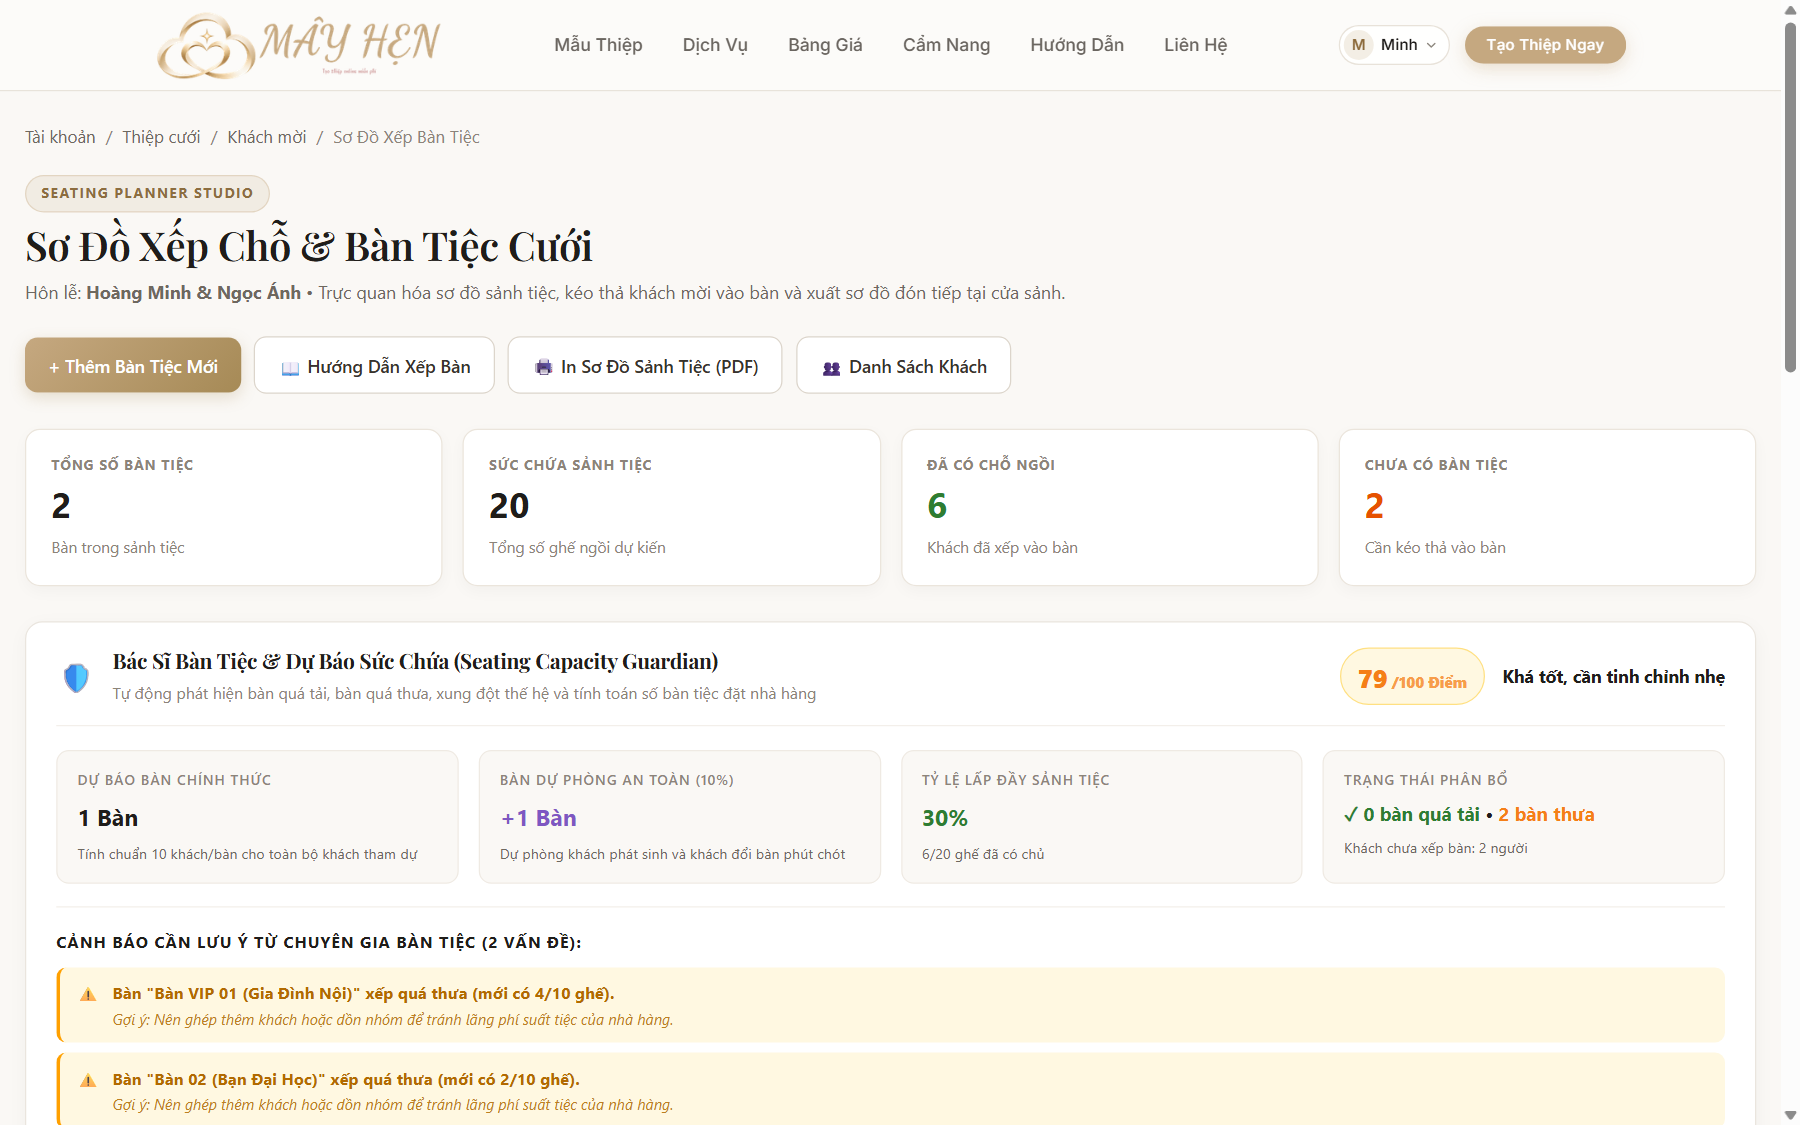 MÂY HẸN
Mẫu Thiệp
Dịch Vụ
Bảng Giá
Cẩm Nang
Hướng Dẫn
Liên Hệ
M Minh
Tạo Thiệp Ngay
Tài khoản / Thiệp cưới / Khách mời / Sơ Đồ Xếp Bàn Tiệc
SEATING PLANNER STUDIO
Sơ Đồ Xếp Chỗ & Bàn Tiệc Cưới
Hôn lễ: Hoàng Minh & Ngọc Ánh • Trực quan hóa sơ đồ sảnh tiệc, kéo thả khách mời vào bàn và xuất sơ đồ đón tiếp tại cửa sảnh.
+ Thêm Bàn Tiệc Mới
Hướng Dẫn Xếp Bàn
In Sơ Đồ Sảnh Tiệc (PDF)
Danh Sách Khách
TỔNG SỐ BÀN TIỆC
2
Bàn trong sảnh tiệc
SỨC CHỨA SẢNH TIỆC
20
Tổng số ghế ngồi dự kiến
ĐÃ CÓ CHỖ NGỒI
6
Khách đã xếp vào bàn
CHƯA CÓ BÀN TIỆC
2
Cần kéo thả vào bàn
Bác Sĩ Bàn Tiệc & Dự Báo Sức Chứa (Seating Capacity Guardian)
Tự động phát hiện bàn quá tải, bàn quá thưa, xung đột thế hệ và tính toán số bàn tiệc đặt nhà hàng
79 /100 Điểm
Khá tốt, cần tinh chỉnh nhẹ
DỰ BÁO BÀN CHÍNH THỨC
1 Bàn
Tính chuẩn 10 khách/bàn cho toàn bộ khách tham dự
BÀN DỰ PHÒNG AN TOÀN (10%)
+1 Bàn
Dự phòng khách phát sinh và khách đổi bàn phút chót
TỶ LỆ LẤP ĐẦY SẢNH TIỆC
30%
6/20 ghế đã có chủ
TRẠNG THÁI PHÂN BỔ
✓ 0 bàn quá tải • 2 bàn thưa
Khách chưa xếp bàn: 2 người
CẢNH BÁO CẦN LƯU Ý TỪ CHUYÊN GIA BÀN TIỆC (2 VẤN ĐỀ):
Bàn "Bàn VIP 01 (Gia Đình Nội)" xếp quá thưa (mới có 4/10 ghế).
Gợi ý: Nên ghép thêm khách hoặc dồn nhóm để tránh lãng phí suất tiệc của nhà hàng.
Bàn "Bàn 02 (Bạn Đại Học)" xếp quá thưa (mới có 2/10 ghế).
Gợi ý: Nên ghép thêm khách hoặc dồn nhóm để tránh lãng phí suất tiệc của nhà hàng.